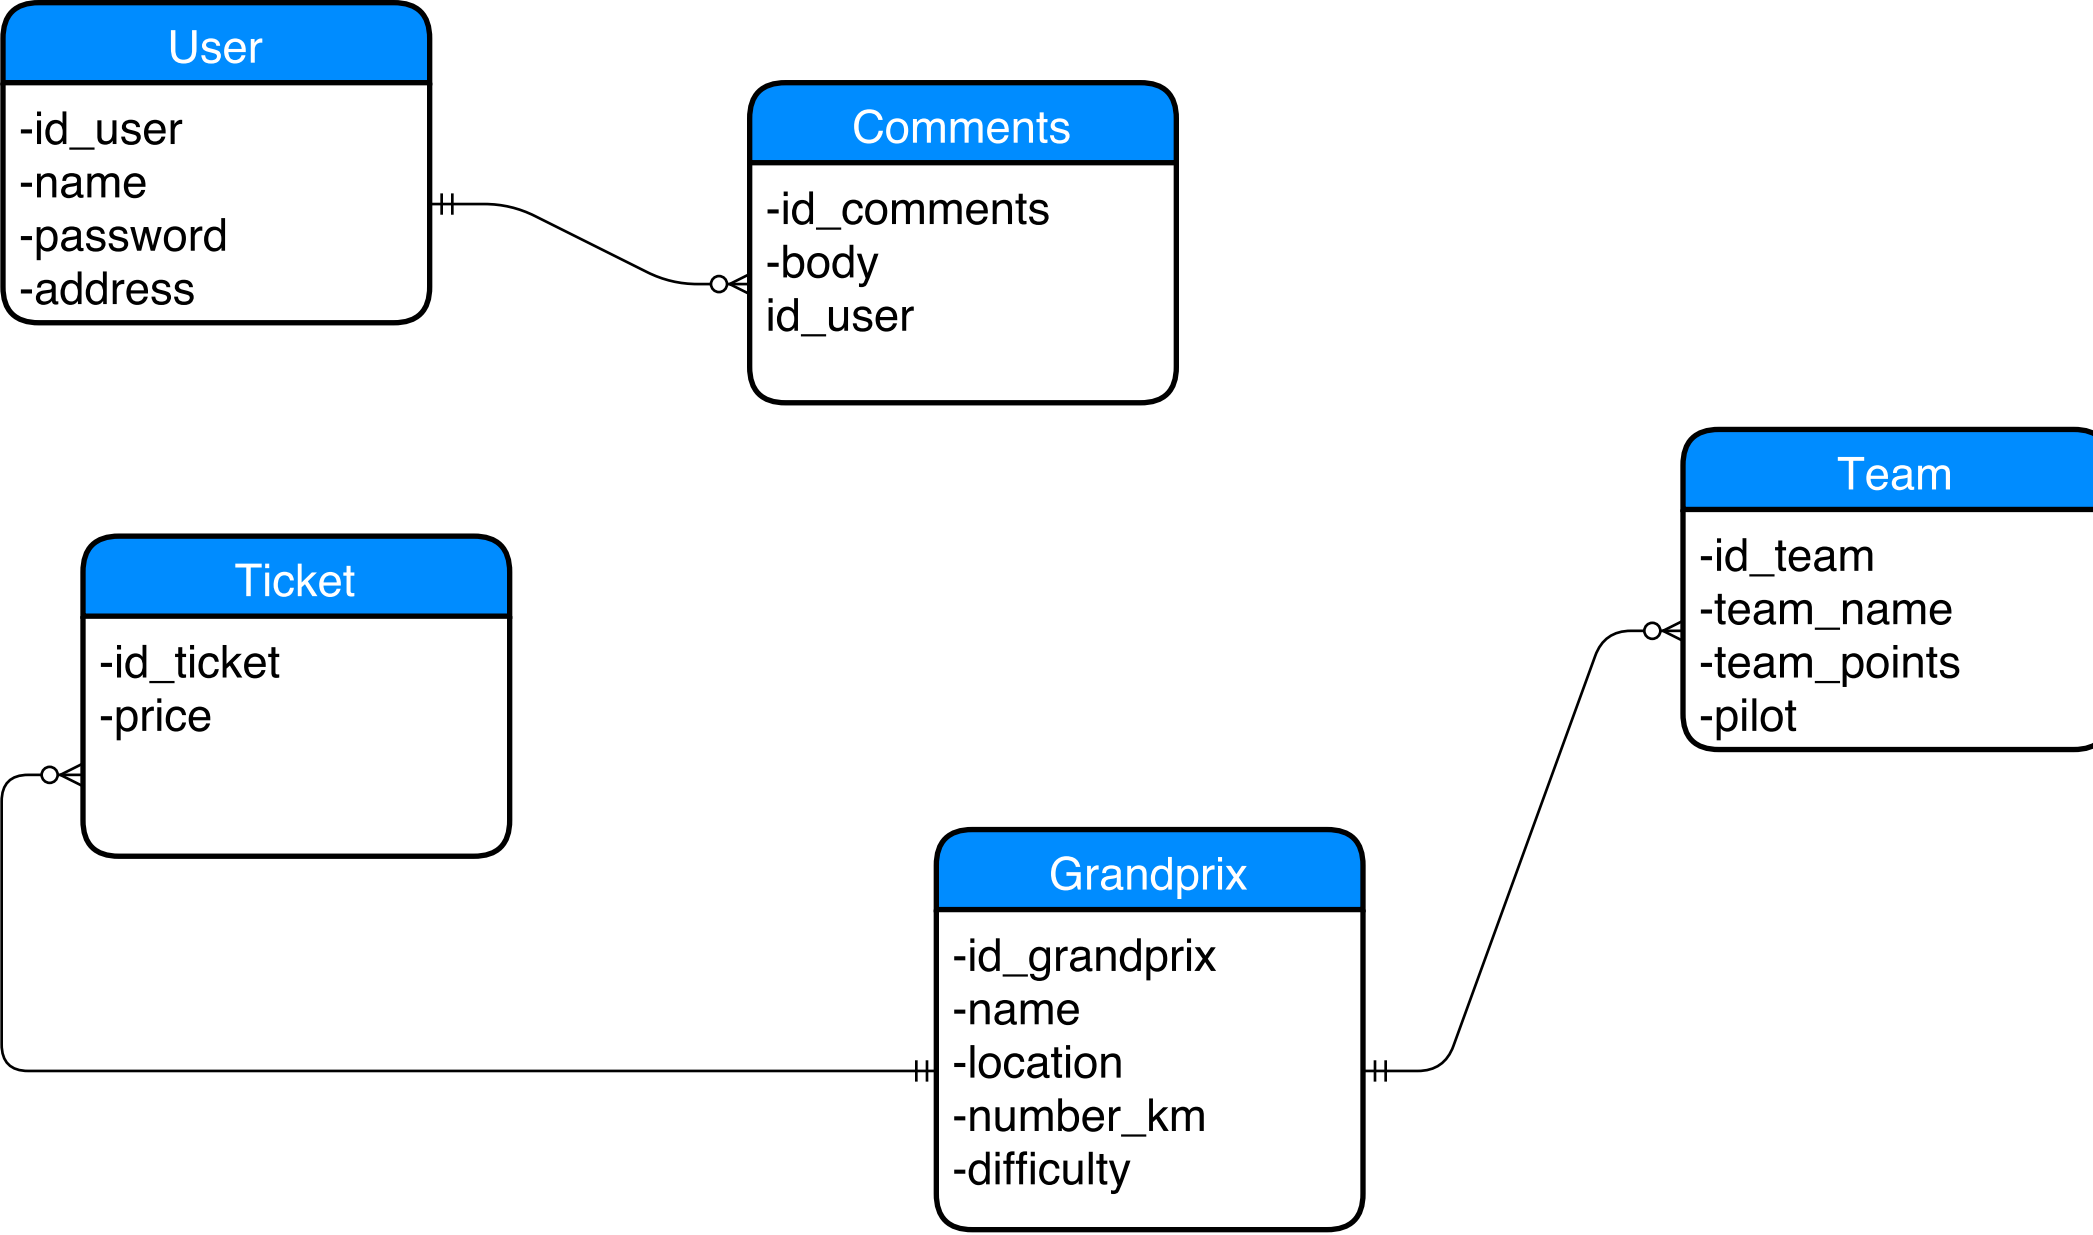 User
-id_user
-name
-password
-address
Comments
-id_comments
-body
id_user
Team
-id_team
-team_name
-team_points
-pilot
Ticket
-id_ticket
-price
Grandprix
-id_grandprix
-name
-location
-number_km
-difficulty